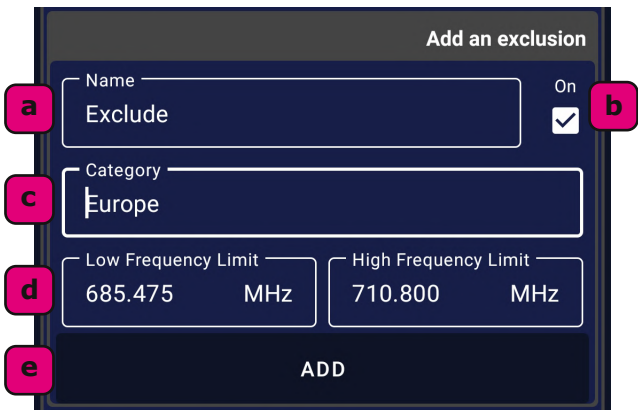 Add an exclusion
a
Name
Exclude
On
b
c
Category
Europe
d
Low Frequency Limit
685.475 MHz
High Frequency Limit
710.800 MHz
e
ADD